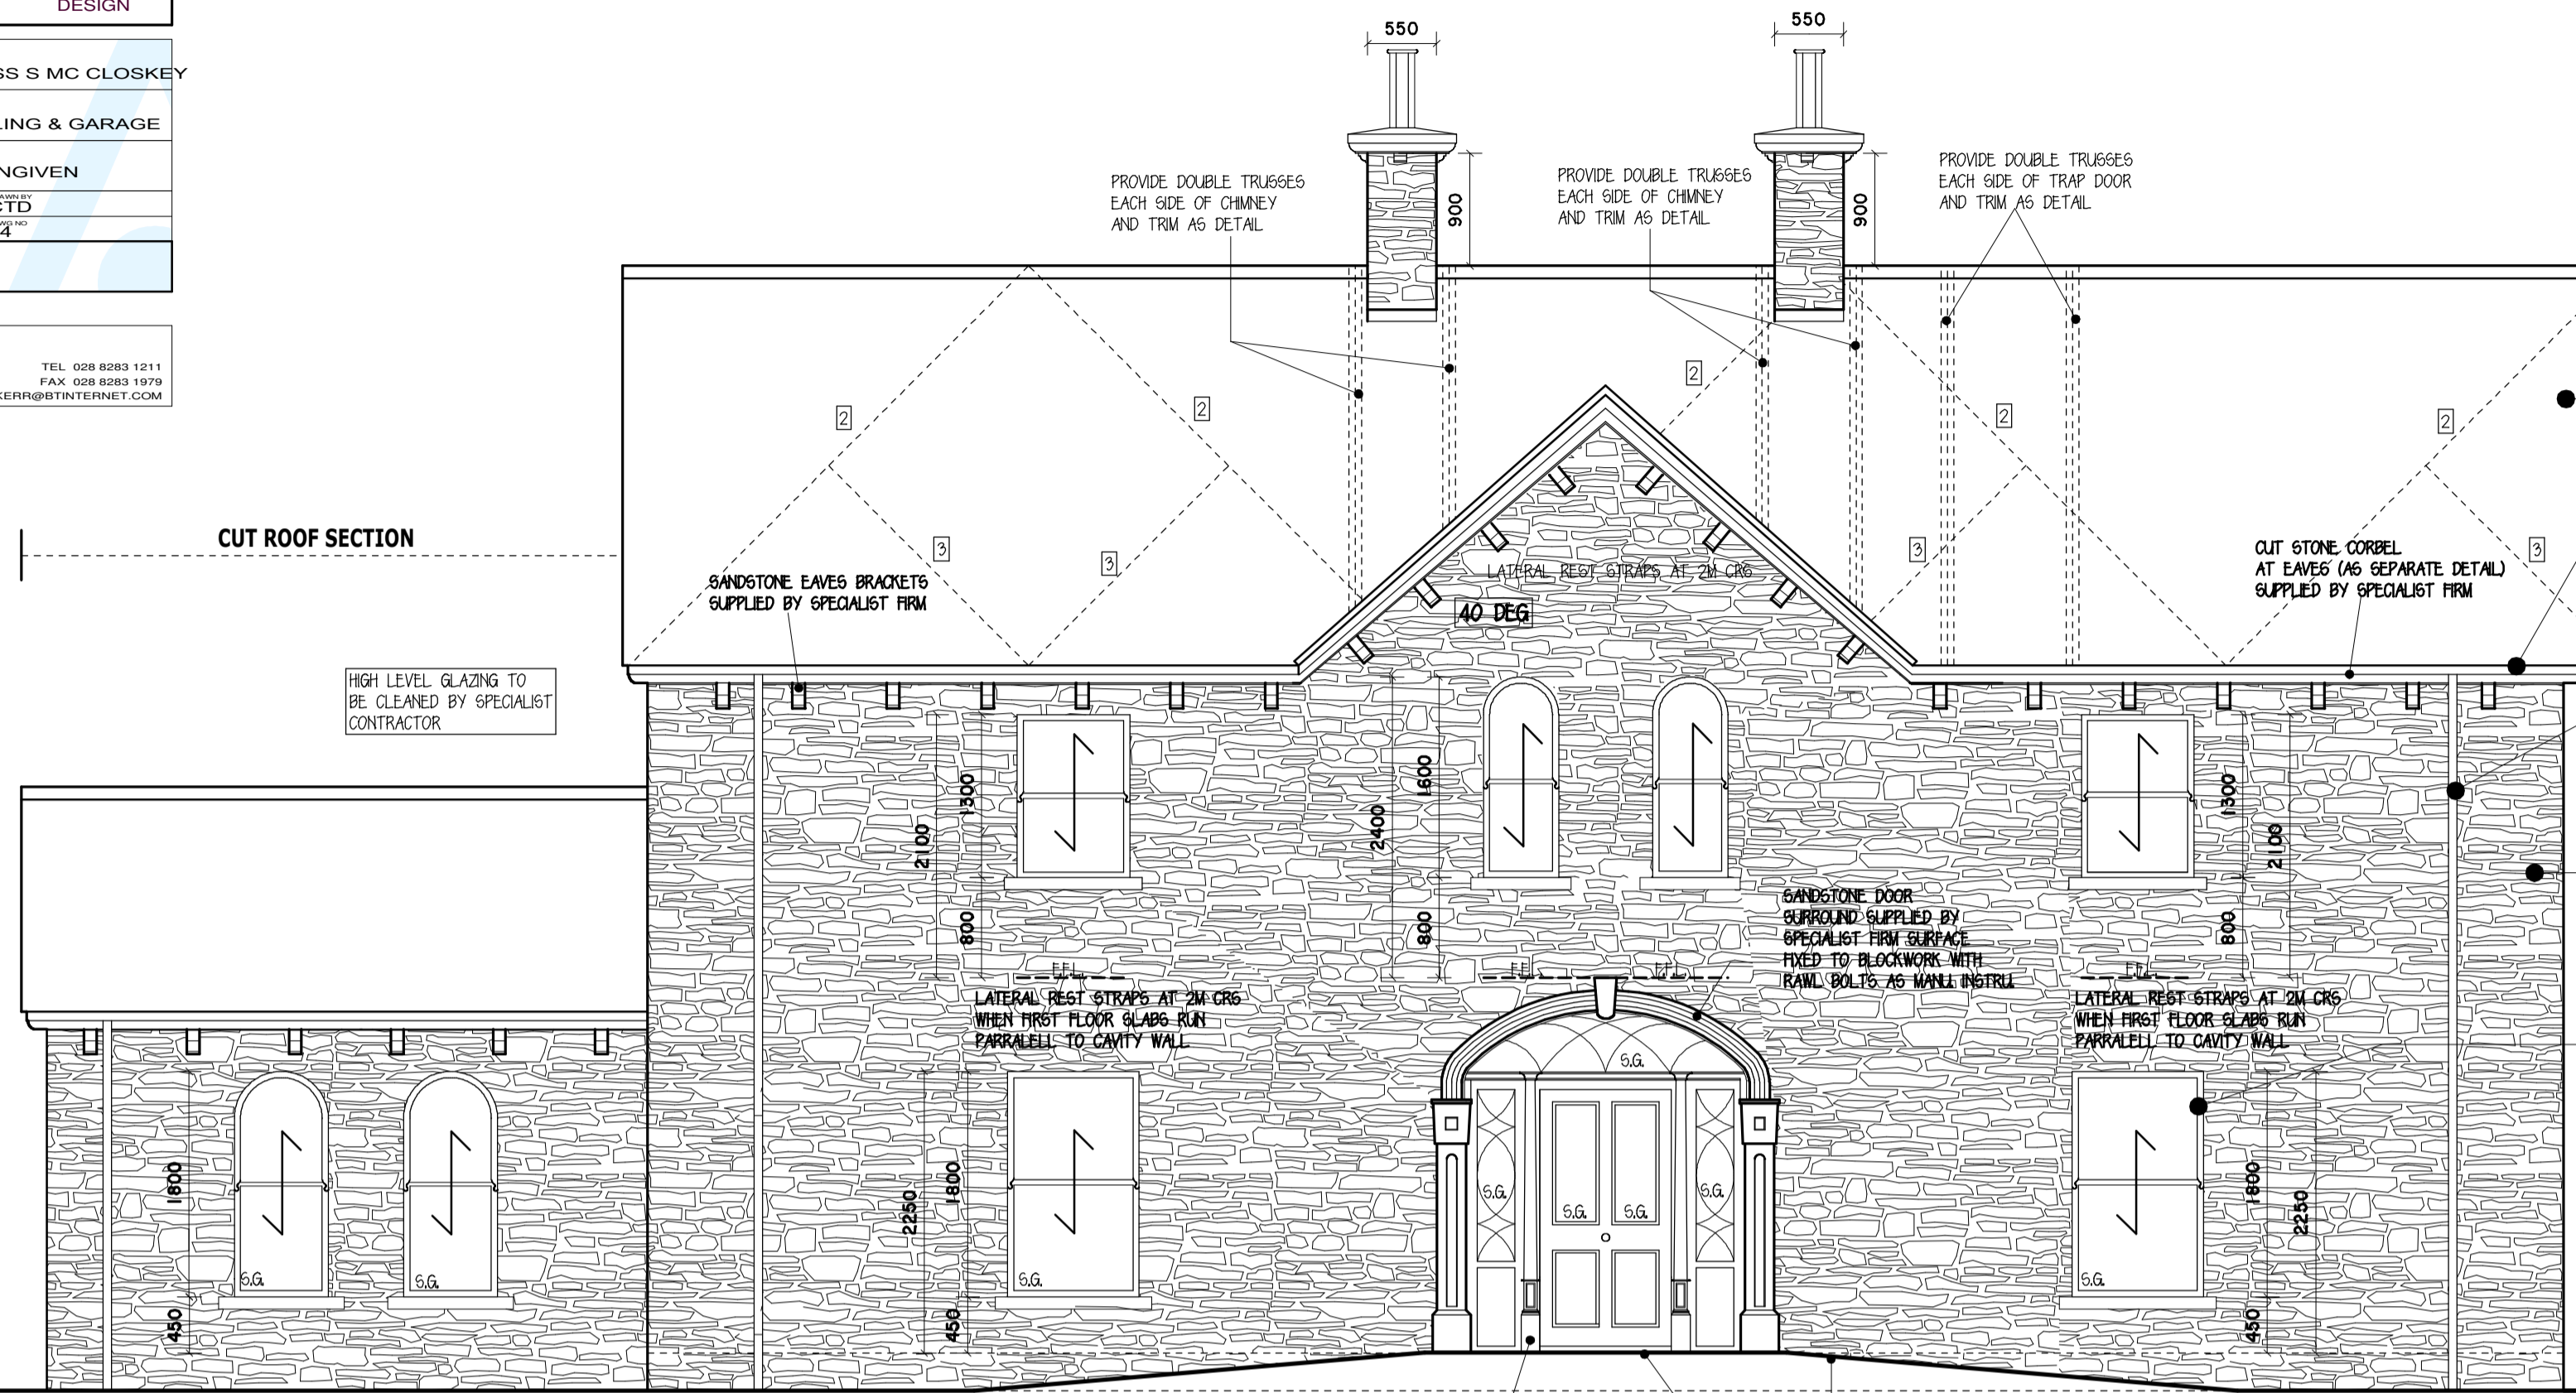 DESIGN
SS S MC CLOSKEY
LING & GARAGE
NGIVEN
AWN BY
CTD
WG NO
4
TEL 028 8283 1211
FAX 028 8283 1979
KERR@BTINTERNET.COM
550
550
PROVIDE DOUBLE TRUSSES
EACH SIDE OF CHIMNEY
AND TRIM AS DETAIL
900
PROVIDE DOUBLE TRUSSES
EACH SIDE OF CHIMNEY
AND TRIM AS DETAIL
900
PROVIDE DOUBLE TRUSSES
EACH SIDE OF TRAP DOOR
AND TRIM AS DETAIL
2
2
2
2
2
3
3
3
3
CUT ROOF SECTION
SANDSTONE EAVES BRACKETS
SUPPLIED BY SPECIALIST FIRM
LATERAL REST STRAPS AT 2M CRS
40 DEG
CUT STONE CORBEL
AT EAVES (AS SEPARATE DETAIL)
SUPPLIED BY SPECIALIST FIRM
HIGH LEVEL GLAZING TO
BE CLEANED BY SPECIALIST
CONTRACTOR
2100
1300
800
2400
1600
800
1300
2100
800
SANDSTONE DOOR
SURROUND SUPPLIED BY
SPECIALIST FIRM SURFACE
FIXED TO BLOCKWORK WITH
RAWL BOLTS AS MANU. INSTRU.
F.F.L.
F.F.L.
F.F.L.
F.F.L.
LATERAL REST STRAPS AT 2M CRS
WHEN FIRST FLOOR SLABS RUN
PARRALELL TO CAVITY WALL
LATERAL REST STRAPS AT 2M CRS
WHEN FIRST FLOOR SLABS RUN
PARRALELL TO CAVITY WALL
S.G.
1800
450
S.G.
S.G.
2250
1800
450
S.G.
S.G.
S.G.
S.G.
S.G.
S.G.
1800
2250
450